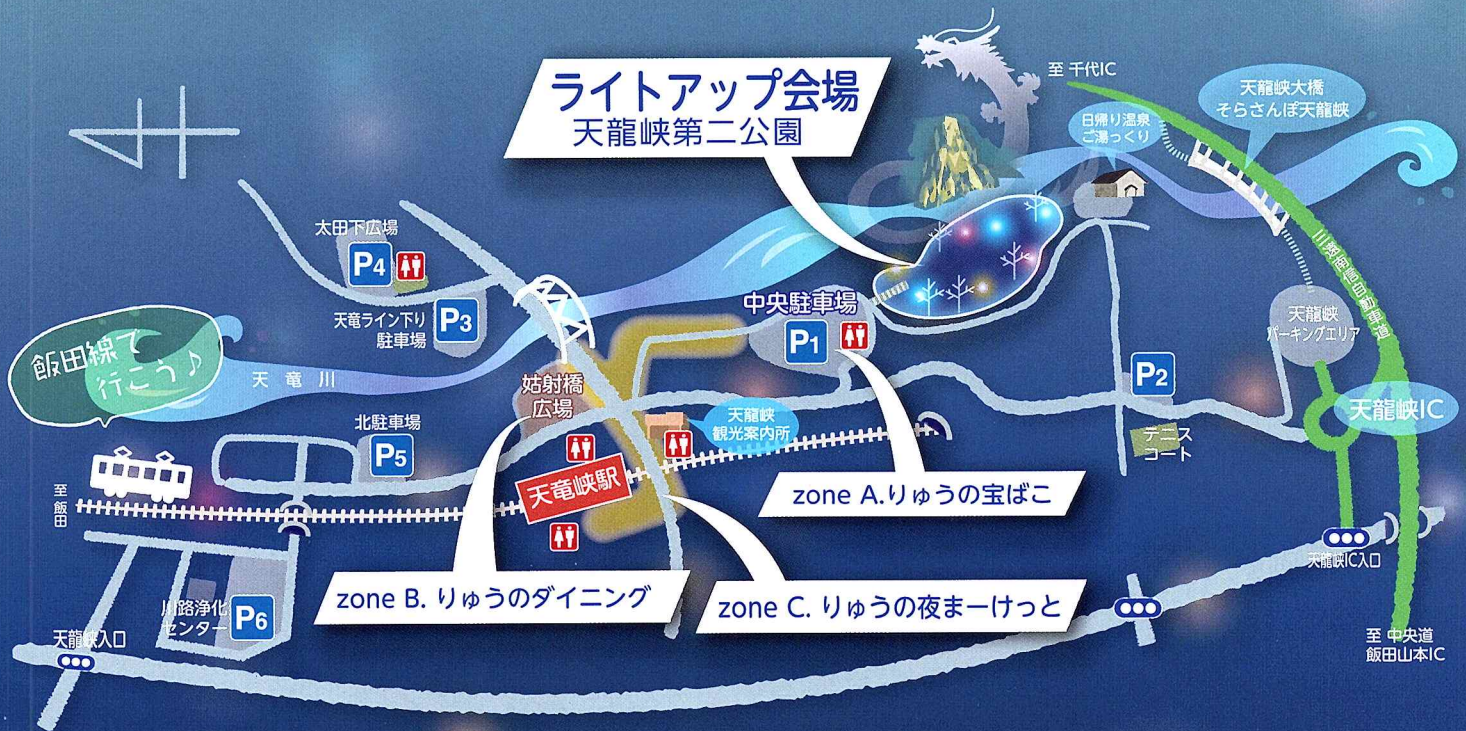 ライトアップ会場
天龍峡第二公園
至 千代IC
天龍峡大橋
そらさんぽ天龍峡
日帰り温泉
ご湯っくり
三遠南信自動車道
太田下広場
P4
天竜ライン下り
駐車場
P3
中央駐車場
P1
天龍峡
パーキングエリア
飯田線で
行こう♪
天竜川
姑射橋
広場
P2
天龍峡IC
北駐車場
P5
天龍峡
観光案内所
テニス
コート
至飯田
天竜峡駅
zone A.りゅうの宝ばこ
zone B. りゅうのダイニング
zone C. りゅうの夜まーけっと
天龍峡IC入口
川路浄化
センター
P6
天龍峡入口
至 中央道
飯田山本IC